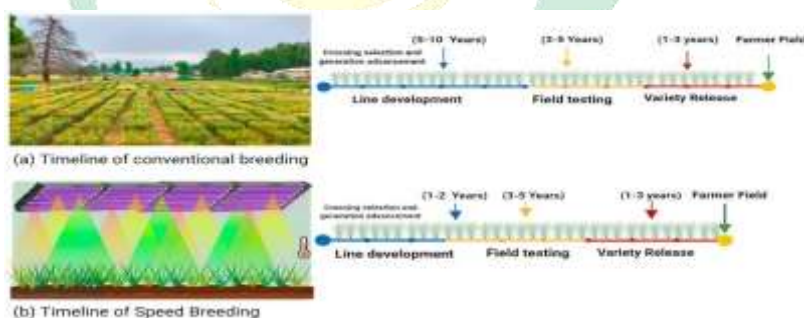 (5-10 Years)
(3-5 Years)
(1-3 years)
Farmer Field
Crossing selection and
generation advancement
Line development
Field testing
Variety Release
(a) Timeline of conventional breeding
(1-2 Years)
(3-5 Years)
(1-3 years)
Farmer Field
Crossing selection and
generation advancement
Line development
Field testing
Variety Release
(b) Timeline of Speed Breeding